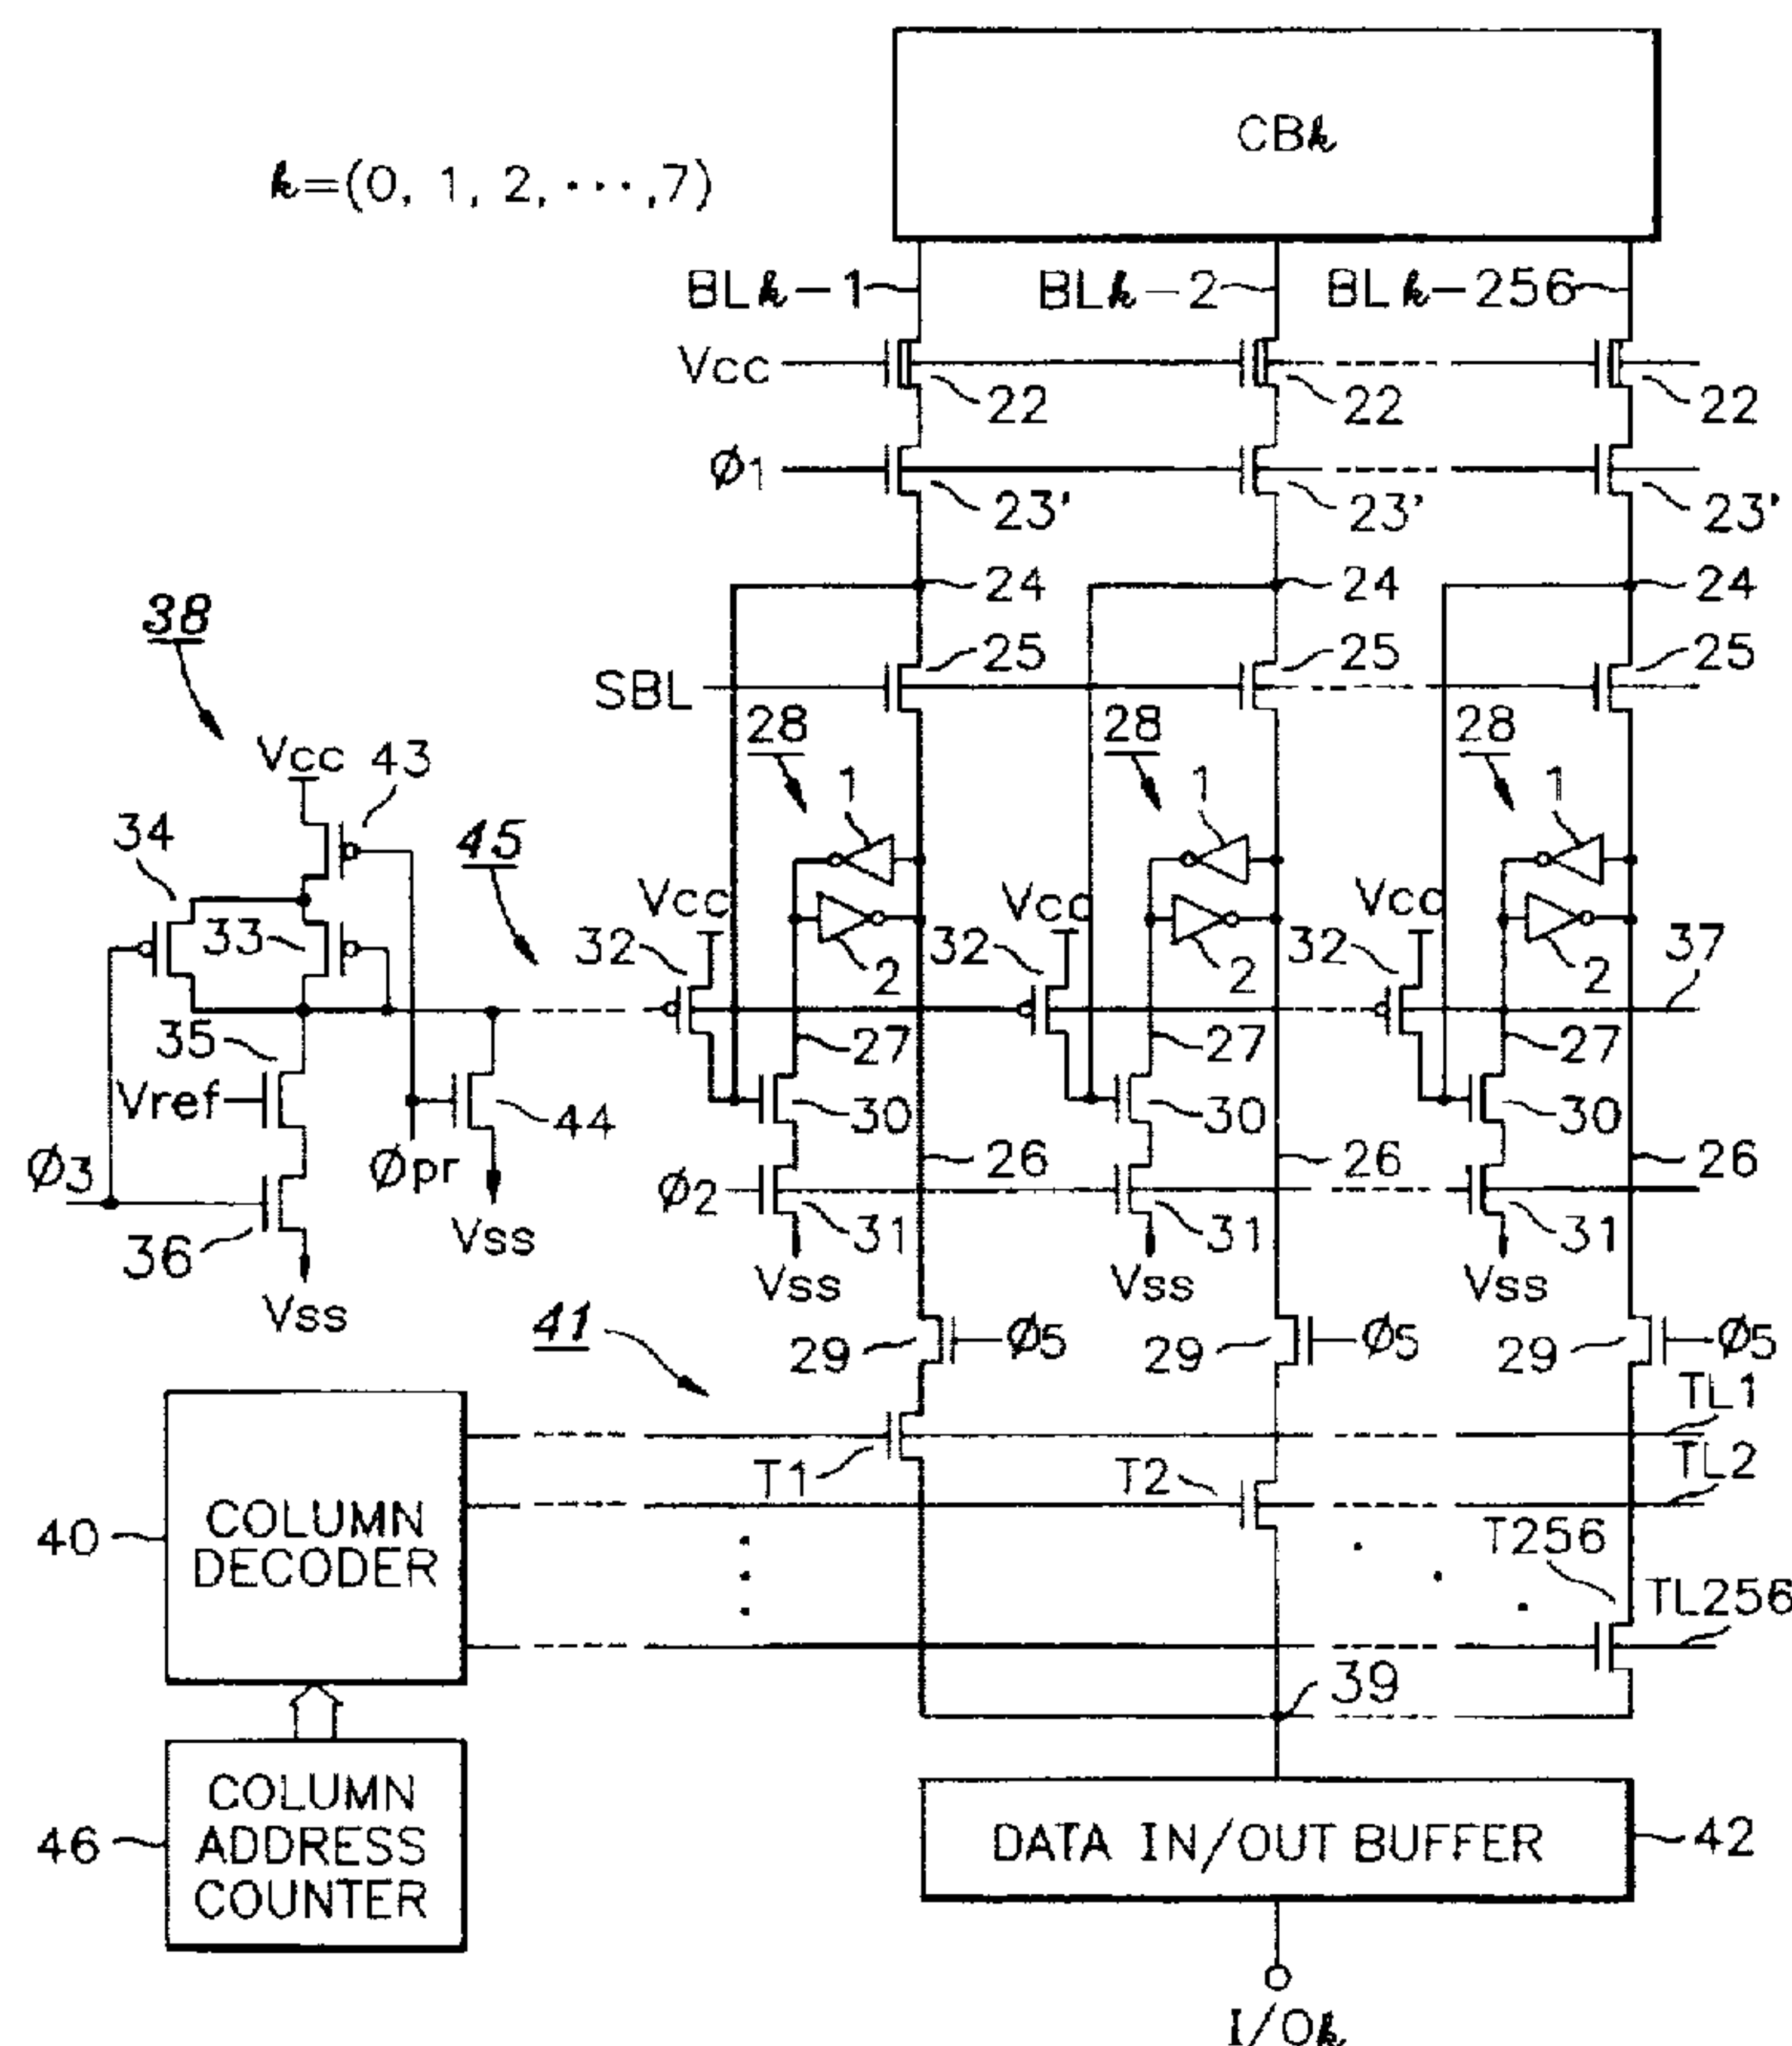 CBk
k=(0, 1, 2, ···,7)
BLk-1 BLk-2 BLk-256
Vcc 22 22 22
Ø1 23' 23' 23'
24 24 24
38
SBL 25 25 25
28 28 28
Vcc 43 1 1 1
34 45
33 Vcc Vcc Vcc
32 2 32 2 32 2 37
35 27 27 27
Vref 44 30 30 30
Ø3 Øpr Ø2 26 26 26
36 Vss 31 31 31
Vss Vss Vss Vss
41 29 Ø5 29 Ø5 29 Ø5
TL1
T1 T2 TL2
40 COLUMN
DECODER
T256
TL256
39
46 COLUMN
ADDRESS
COUNTER
DATA IN/OUT BUFFER 42
I/Ok